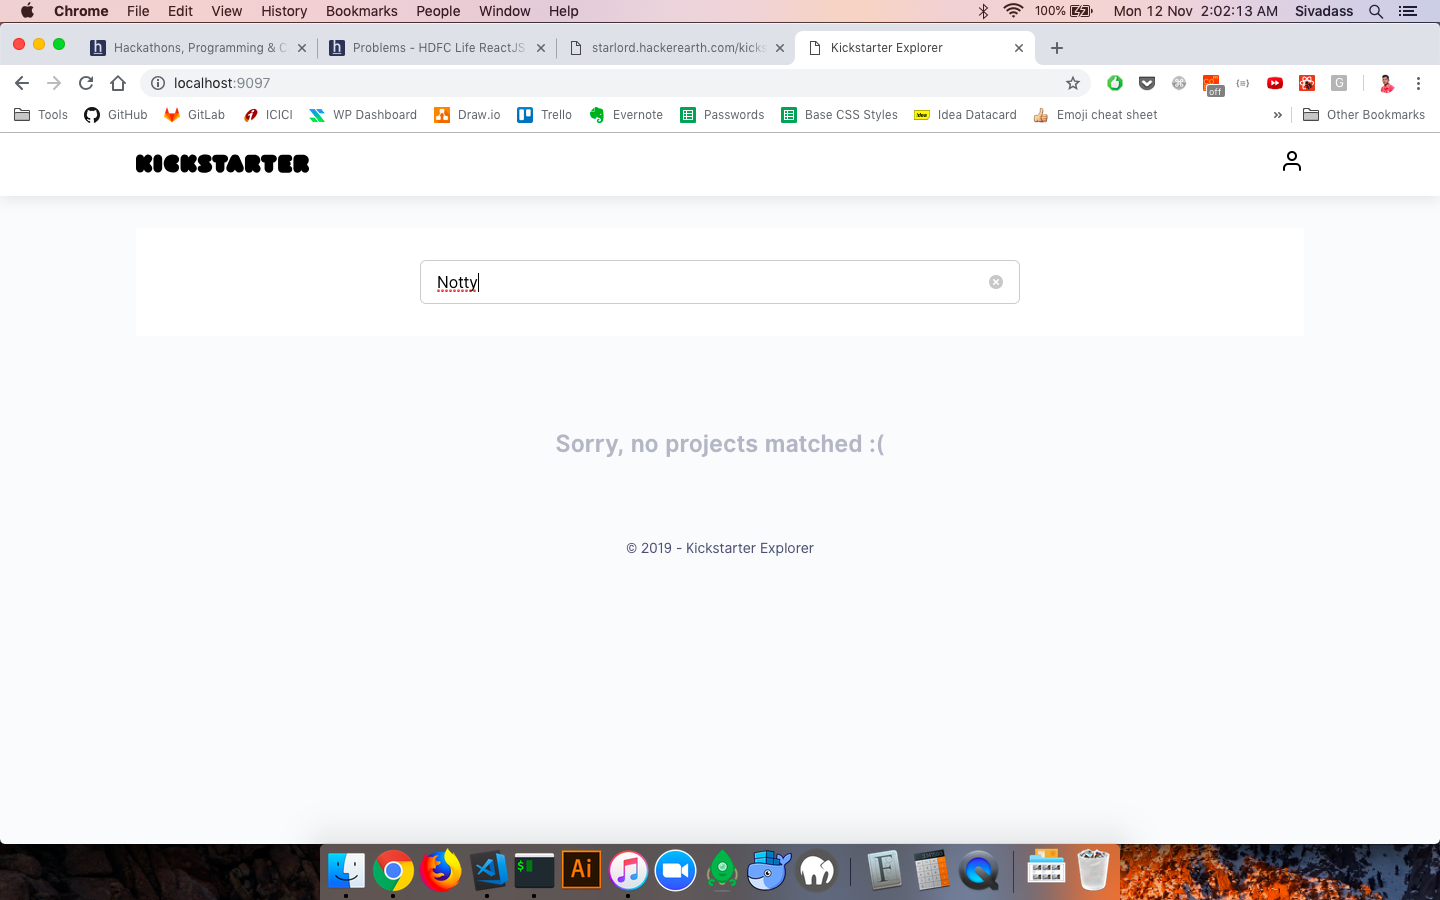 Chrome File Edit View History Bookmarks People Window Help 100% Mon 12 Nov 2:02:13 AM Sivadass
Hackathons, Programming & C Problems - HDFC Life ReactJS starlord.hackerearth.com/kicks Kickstarter Explorer
localhost:9097
off
G
Tools GitHub GitLab ICICI WP Dashboard Draw.io Trello Evernote Passwords Base CSS Styles Idea Datacard Emoji cheat sheet » Other Bookmarks
KICKSTARTER
Notty
Sorry, no projects matched :(
© 2019 - Kickstarter Explorer
Ai
F